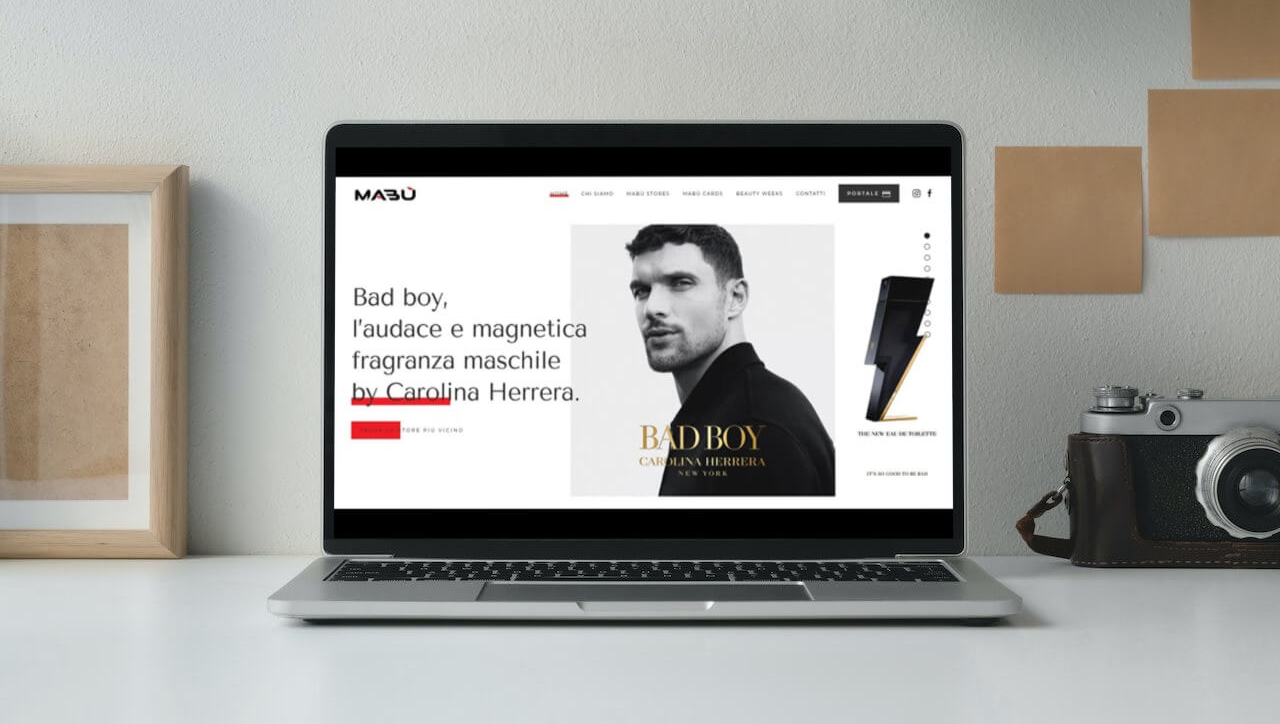 MABÙ
HOME CHI SIAMO MABÙ STORES MABÙ CARDS BEAUTY WEEKS CONTATTI PORTALE
Bad boy,
l'audace e magnetica
fragranza maschile
by Carolina Herrera.
STORE PIÙ VICINO
BAD BOY
CAROLINA HERRERA
NEW YORK
THE NEW EAU DE TOILETTE
IT'S SO GOOD TO BE BAD